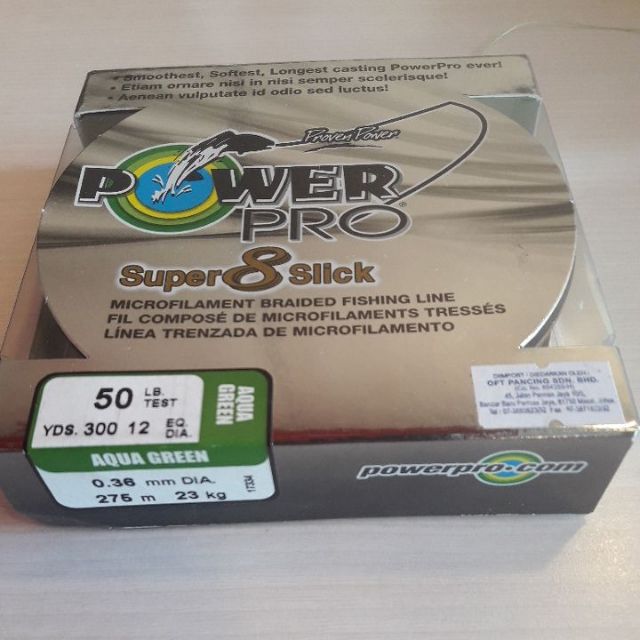 • Smoothest, Softest, Longest casting PowerPro ever!
• Etiam ornare nisi in nisi semper scelerisque!
• Aenean vulputate id odio sed luctus!
Proven Power
POWER
PRO®
Super 8 Slick
MICROFILAMENT BRAIDED FISHING LINE
FIL COMPOSÉ DE MICROFILAMENTS TRESSÉS
LÍNEA TRENZADA DE MICROFILAMENTO
50 LB. TEST
YDS. 300 12 EQ. DIA.
AQUA GREEN
AQUA GREEN
0.36 mm DIA.
275 m 23 kg
17334
OFT PANCING SDN. BHD.
powerpro.com